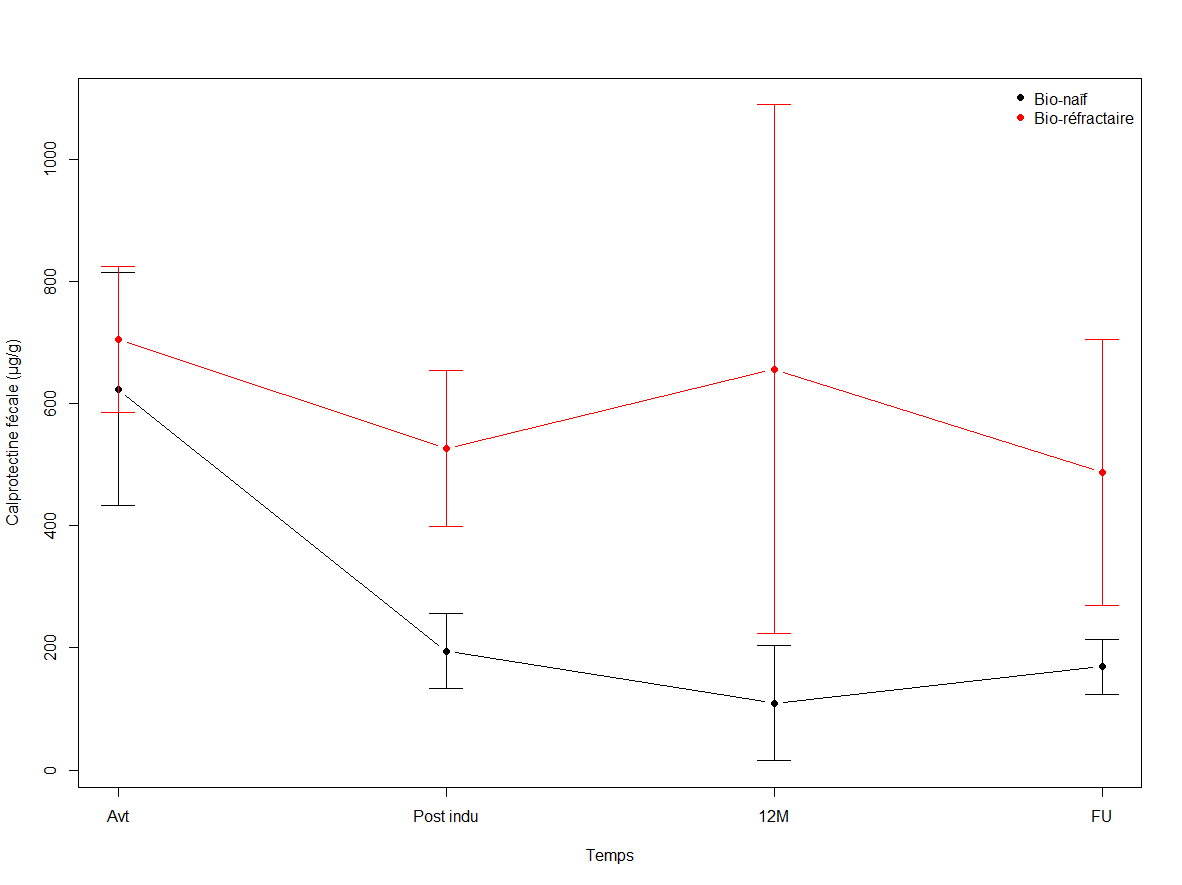 Bio-naïf
Bio-réfractaire
Calprotectine fécale (µg/g)
1000
800
600
400
200
0
Avt Post indu 12M FU
Temps